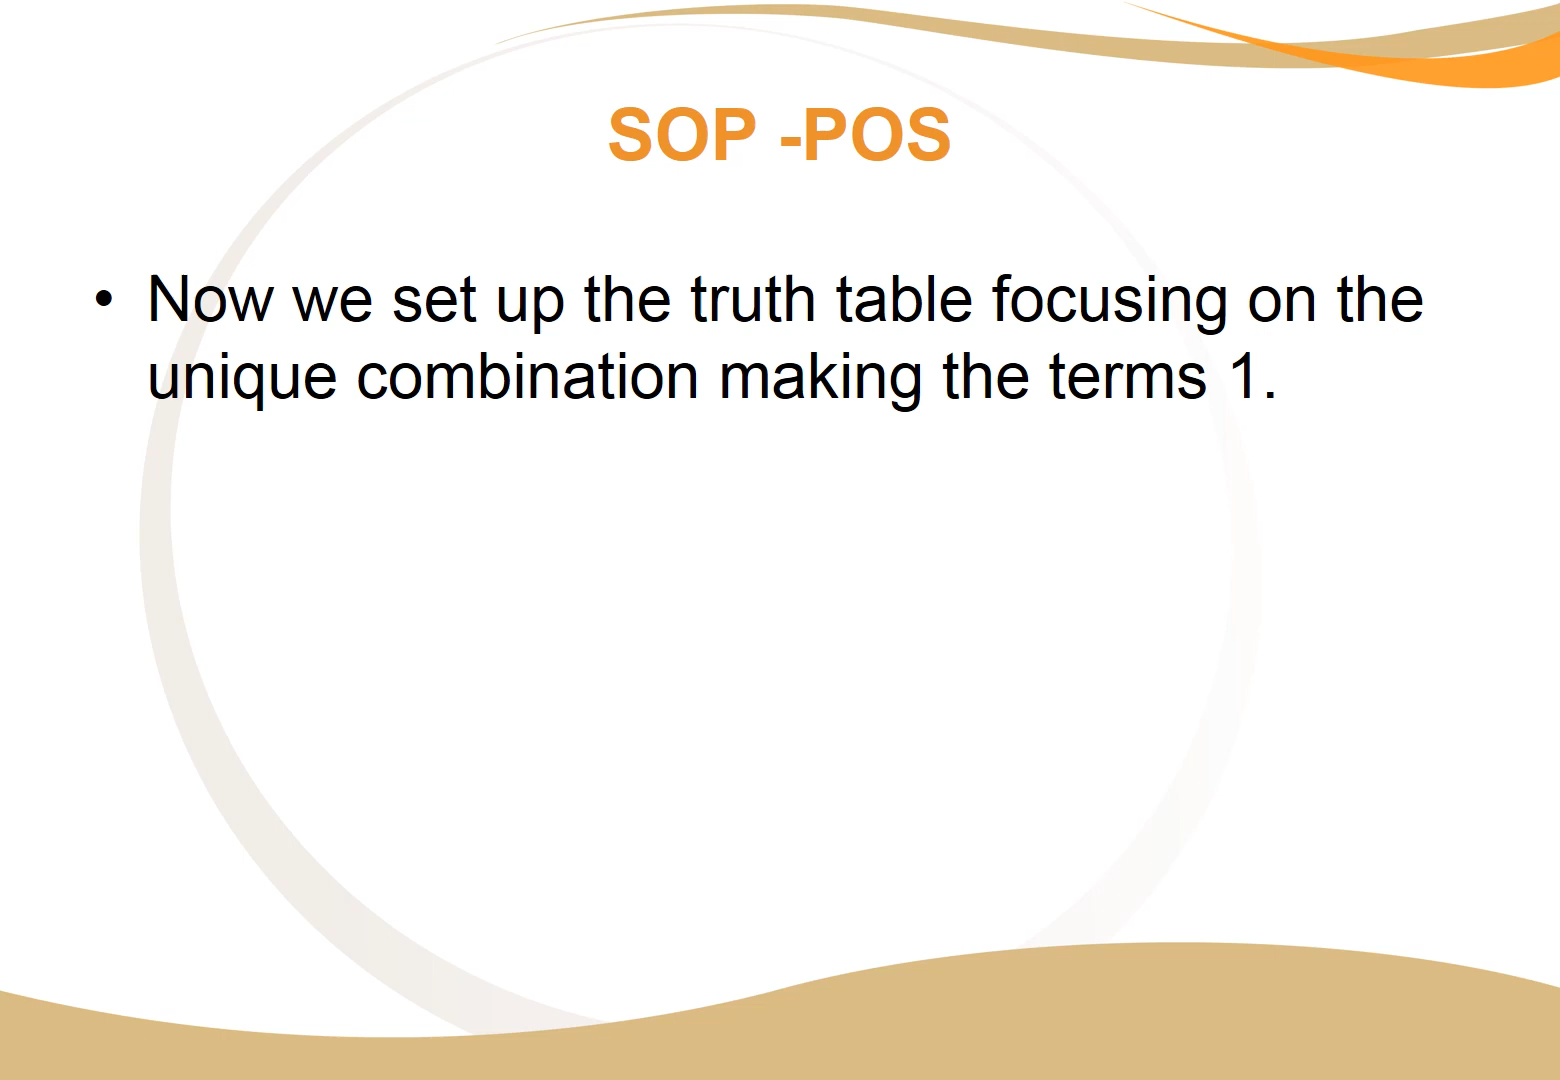 SOP -POS
• Now we set up the truth table focusing on the
unique combination making the terms 1.